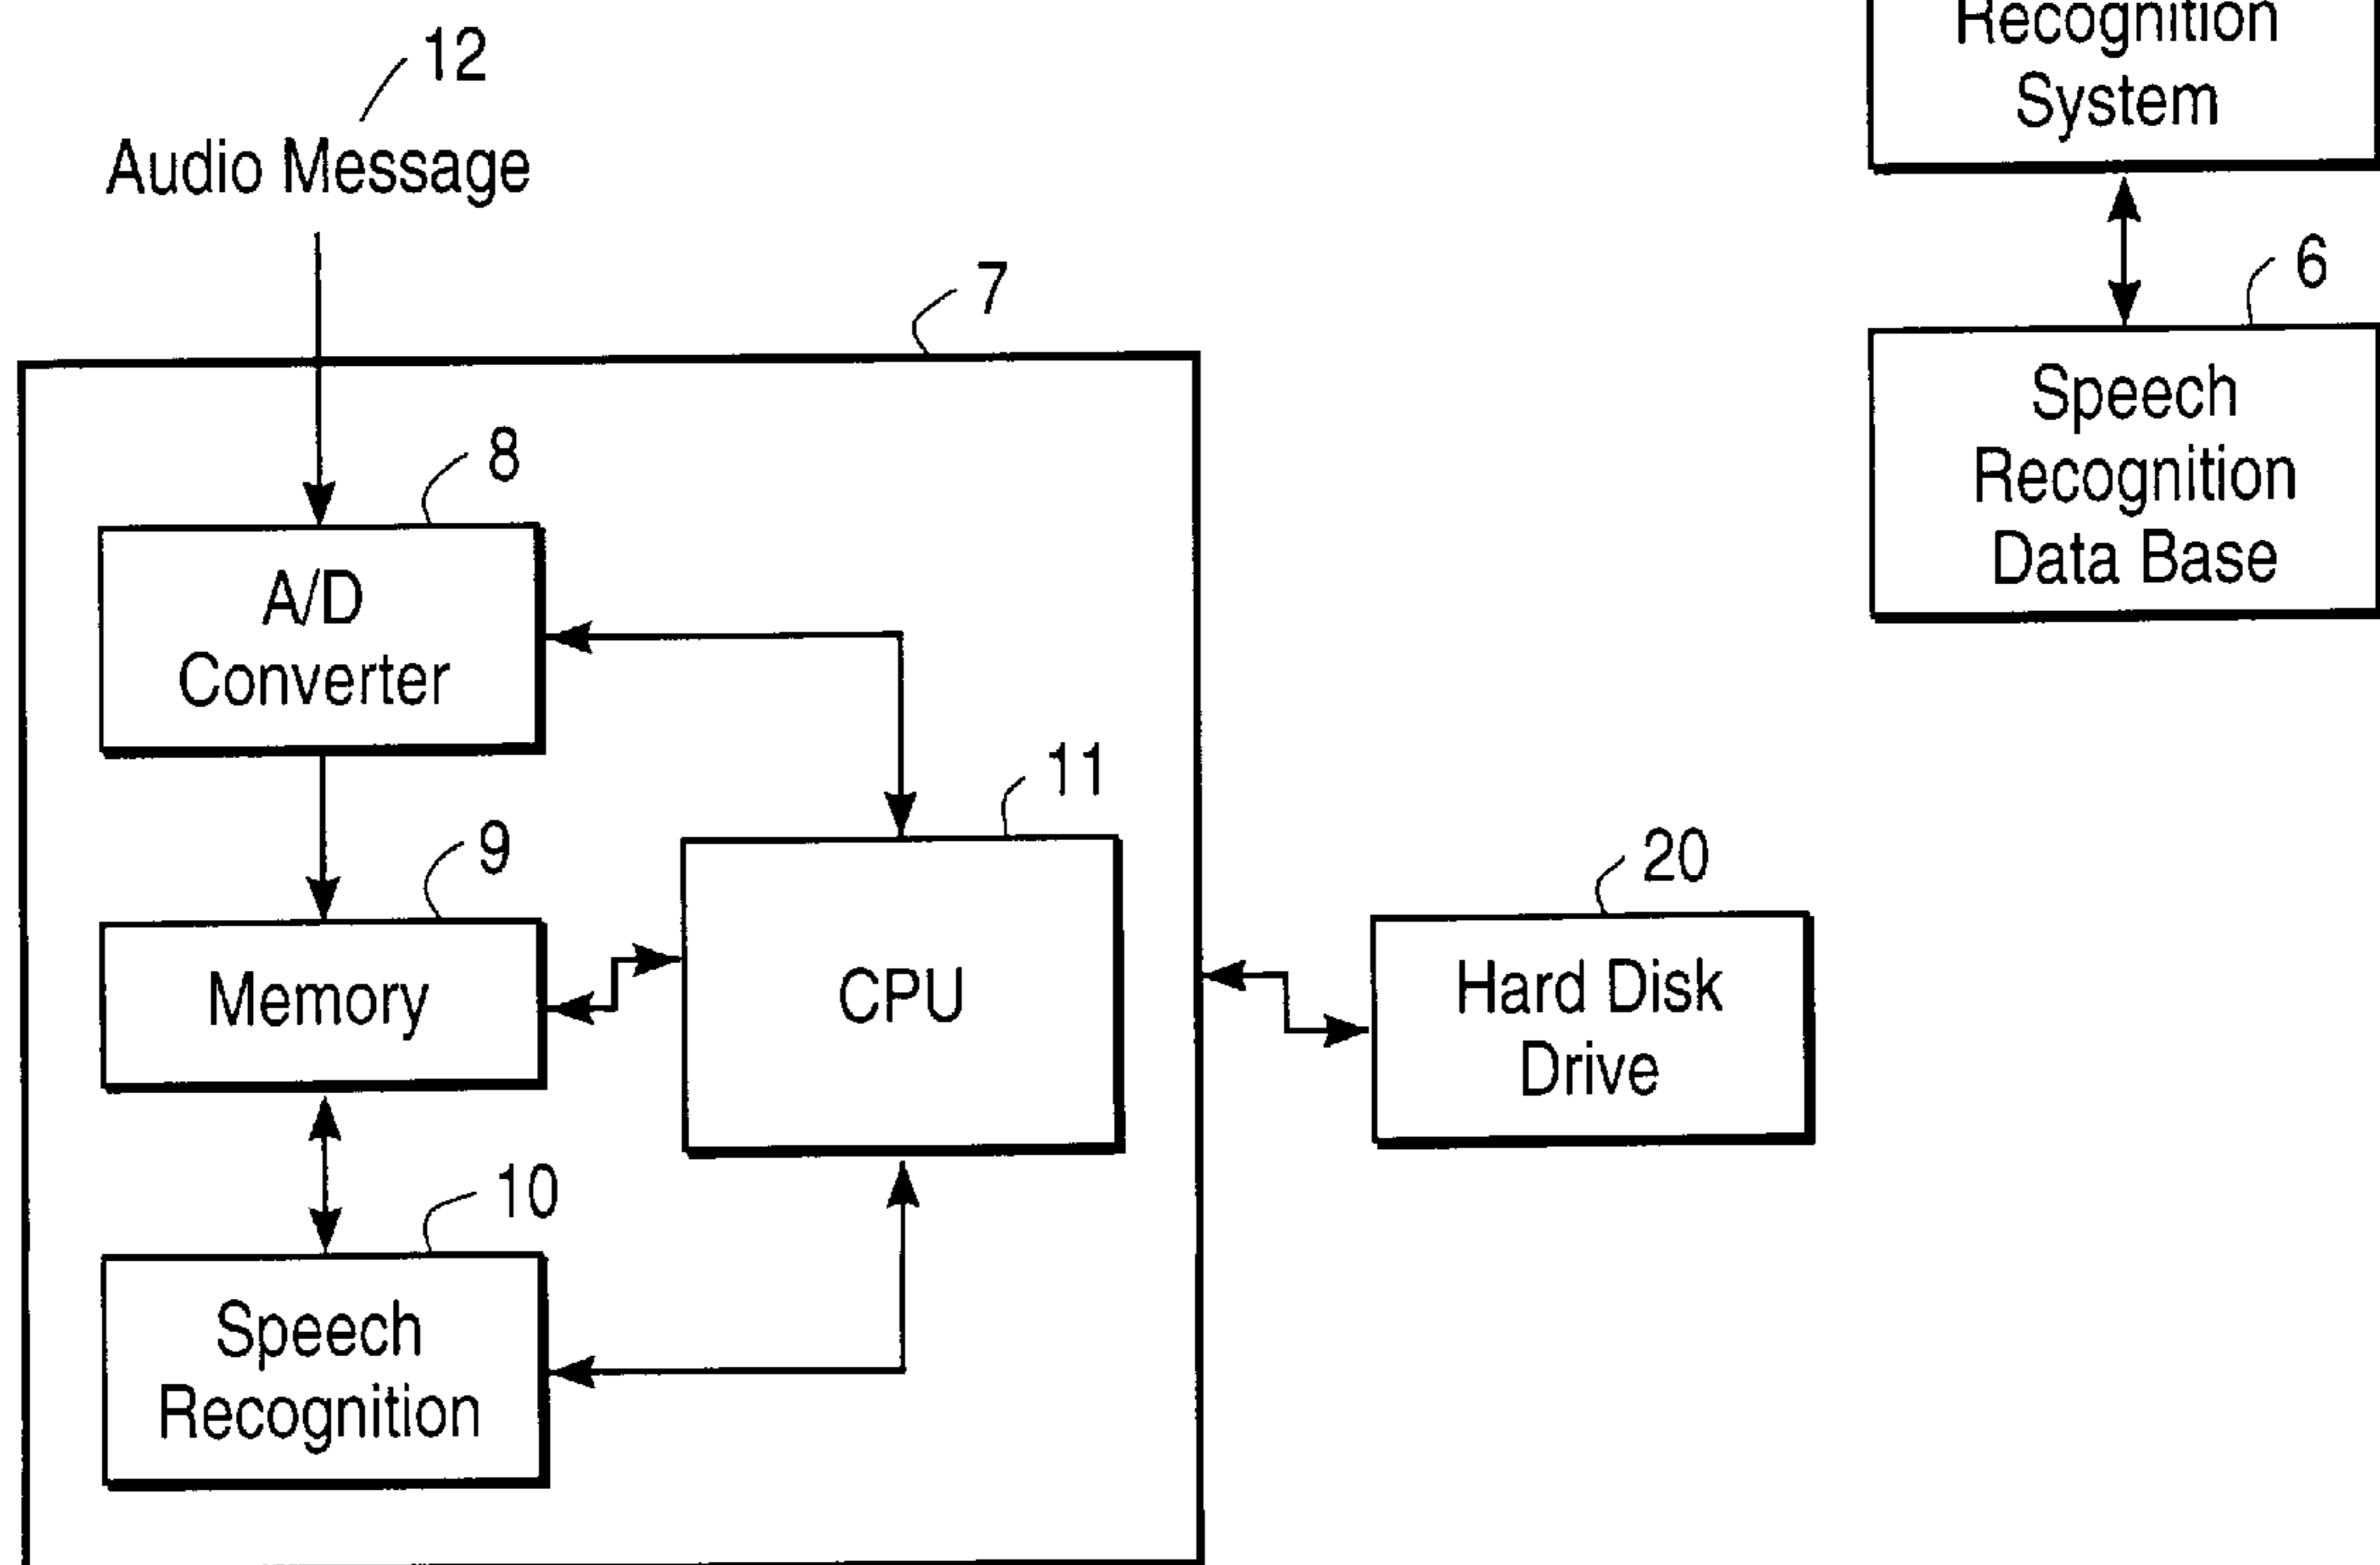 12
Audio Message
7
8
A/D
Converter
11
9
Memory
CPU
10
Speech
Recognition
20
Hard Disk
Drive
Recognition
System
6
Speech
Recognition
Data Base